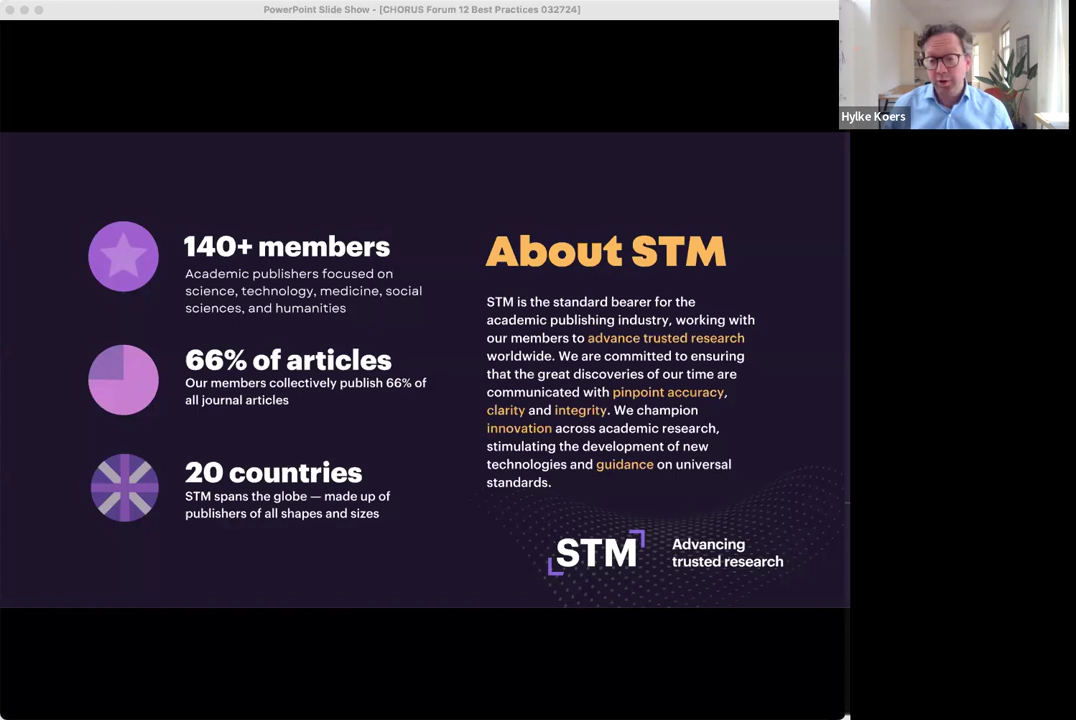 PowerPoint Slide Show - [CHORUS Forum 12 Best Practices 032724]
Hylke Koers
140+ members
Academic publishers focused on
science, technology, medicine, social
sciences, and humanities
66% of articles
Our members collectively publish 66% of
all journal articles
20 countries
STM spans the globe — made up of
publishers of all shapes and sizes
About STM
STM is the standard bearer for the
academic publishing industry, working with
our members to advance trusted research
worldwide. We are committed to ensuring
that the great discoveries of our time are
communicated with pinpoint accuracy,
clarity and integrity. We champion
innovation across academic research,
stimulating the development of new
technologies and guidance on universal
standards.
STM
Advancing
trusted research